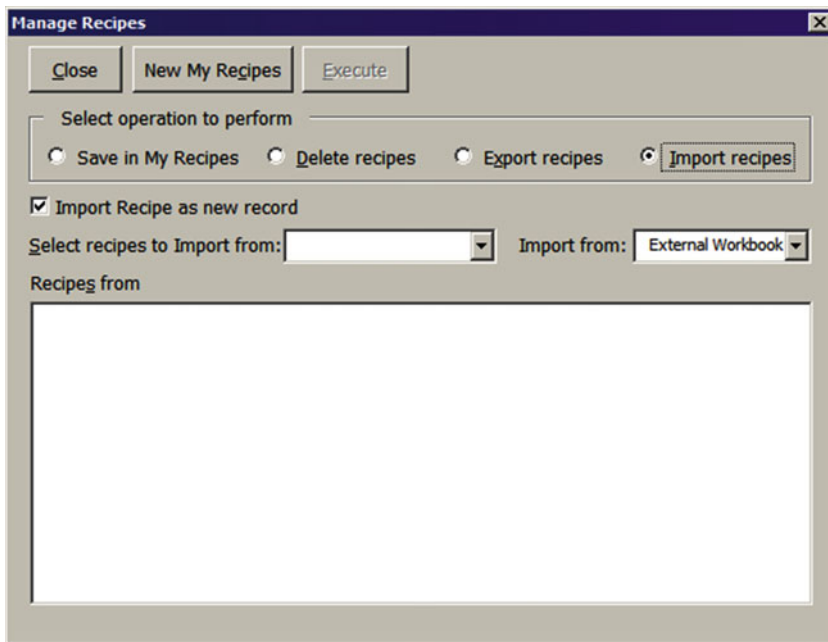 Manage Recipes
Close New My Recipes Execute
Select operation to perform
Save in My Recipes Delete recipes Export recipes Import recipes
Import Recipe as new record
Select recipes to Import from: Import from: External Workbook
Recipes from